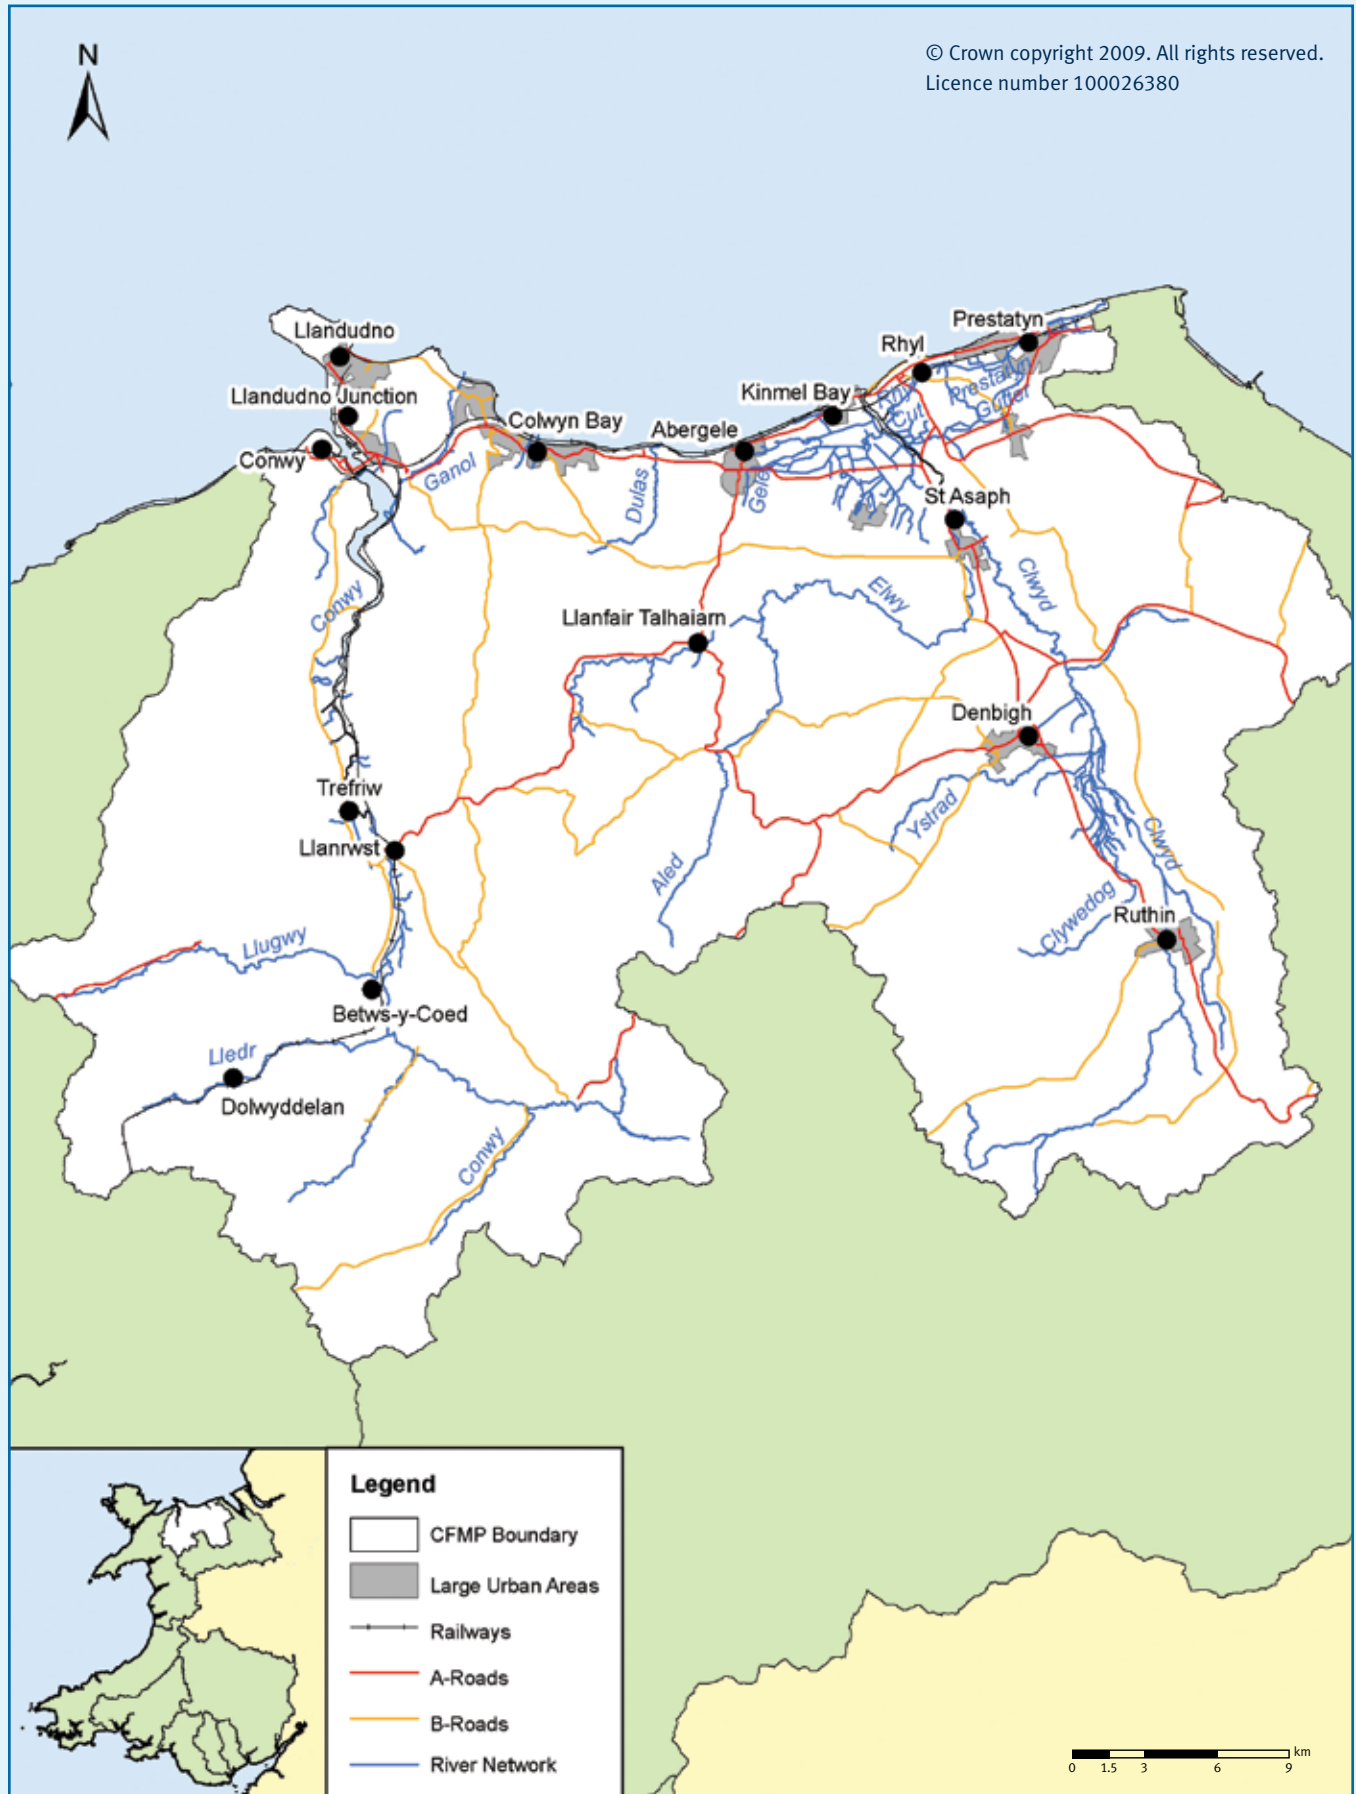 N
© Crown copyright 2009. All rights reserved.
Licence number 100026380
Llandudno
Prestatyn
Rhyl
Llandudno Junction
Kinmel Bay
Prestatyn
Gutter
Rhyl
Cut
Colwyn Bay
Abergele
Conwy
Ganol
Dulas
Gele
St Asaph
Clwyd
Conwy
Elwy
Llanfair Talhaiarn
Denbigh
Trefriw
Ystrad
Clwyd
Llanrwst
Aled
Clywedog
Ruthin
Llugwy
Betws-y-Coed
Lledr
Dolwyddelan
Conwy
Legend
CFMP Boundary
Large Urban Areas
Railways
A-Roads
B-Roads
River Network
km
0 1.5 3 6 9